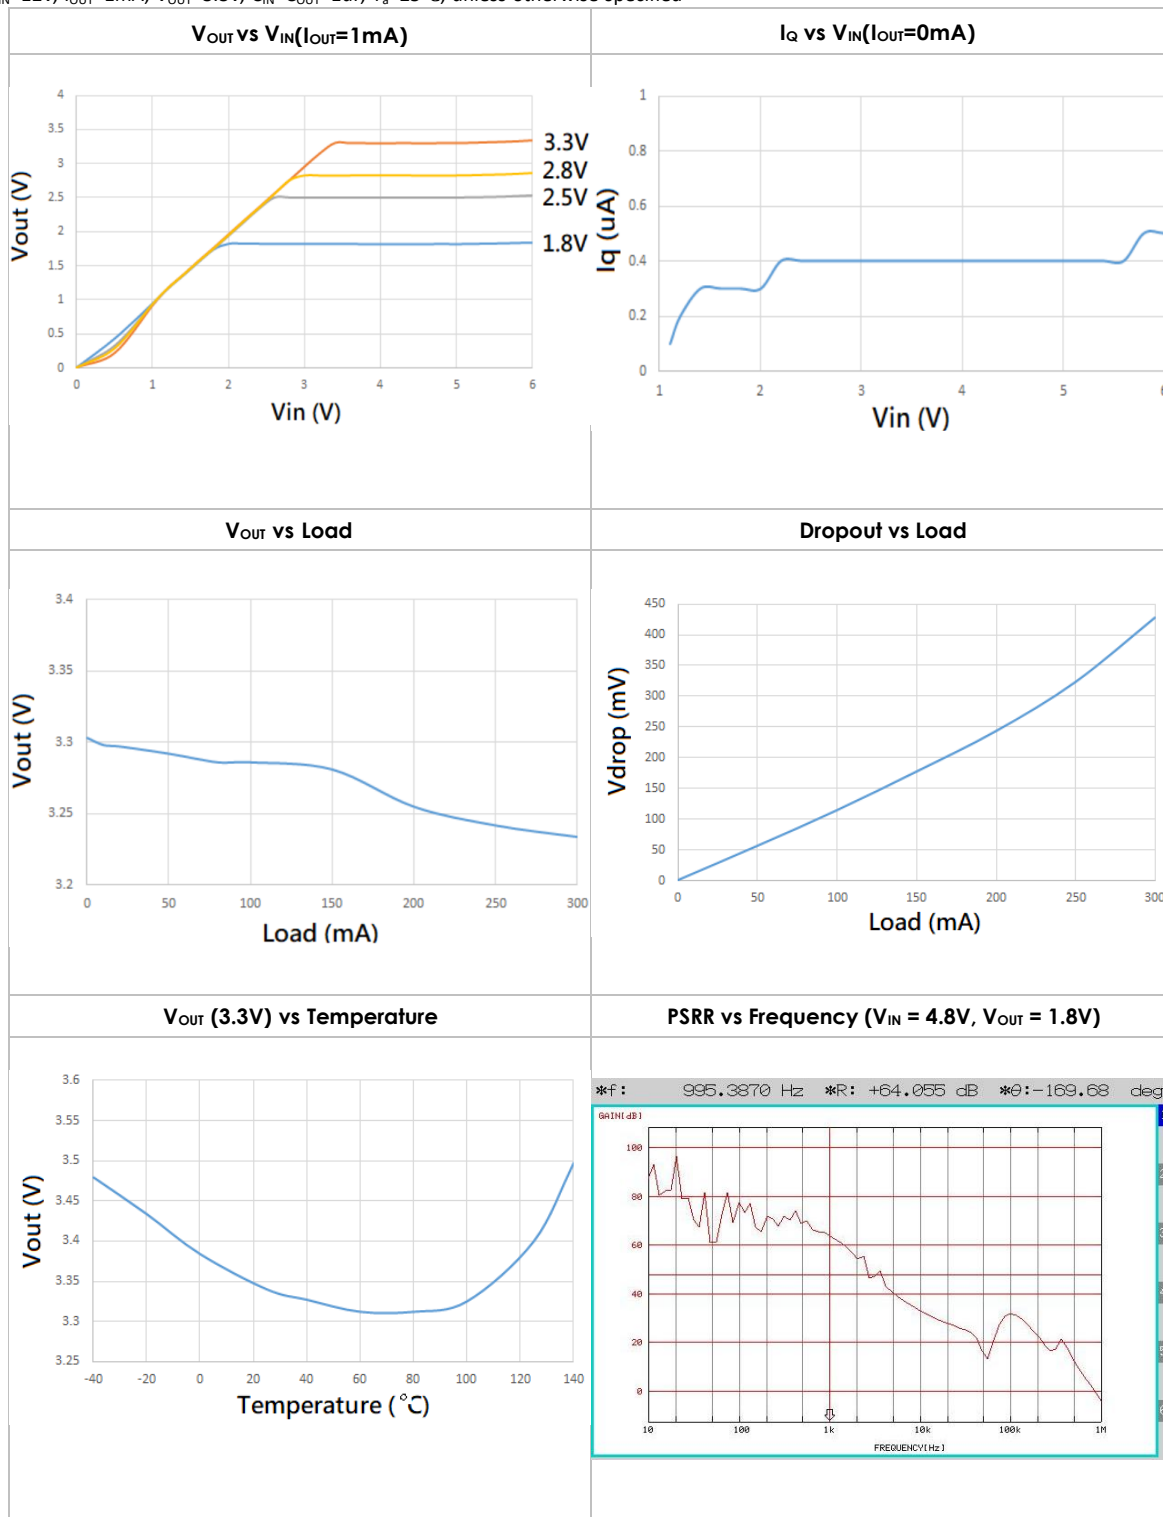 VOUT vs VIN(IOUT=1mA)
IQ vs VIN(IOUT=0mA)
4
3.5
3
2.5
2
1.5
1
0.5
0
0 1 2 3 4 5 6
Vout (V)
Vin (V)
3.3V
2.8V
2.5V
1.8V
1
0.8
0.6
0.4
0.2
0
1 2 3 4 5 6
Iq (uA)
Vin (V)
VOUT vs Load
Dropout vs Load
3.4
3.35
3.3
3.25
3.2
0 50 100 150 200 250 300
Vout (V)
Load (mA)
450
400
350
300
250
200
150
100
50
0
0 50 100 150 200 250 300
Vdrop (mV)
Load (mA)
VOUT (3.3V) vs Temperature
PSRR vs Frequency (VIN = 4.8V, VOUT = 1.8V)
3.6
3.55
3.5
3.45
3.4
3.35
3.3
3.25
-40 -20 0 20 40 60 80 100 120 140
Vout (V)
Temperature (℃)
*f: 995.3870 Hz *R: +64.055 dB *θ:-169.68 deg
GAIN[dB]
100
80
60
40
20
0
10 100 1k 10k 100k 1M
FREQUENCY[Hz]